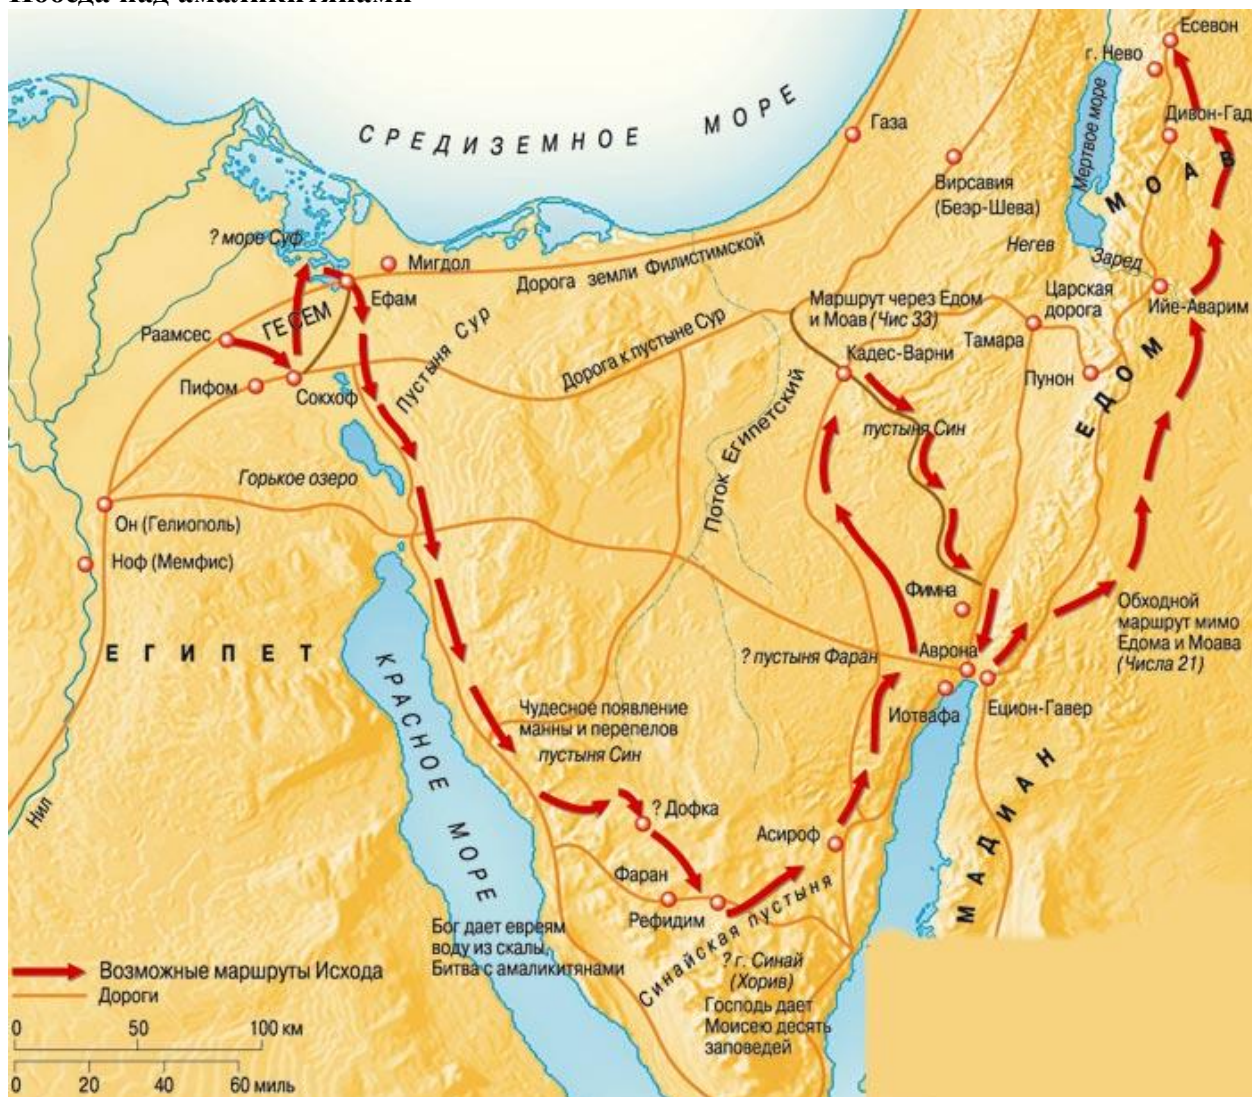 Победа над амаликитянами
Есевон
г. Нево
СРЕДИЗЕМНОЕ МОРЕ
Мертвое море
Дивон-Гад
Газа
МОАВ
Вирсавия
(Беэр-Шева)
? море Суф
Негев
Заред
Мигдол
Дорога земли Филистимской
Ефам
Царская
дорога
Ийе-Аварим
Маршрут через Едом
и Моав (Чис 33)
ГЕСЕМ
Раамсес
Пустыня Сур
Дорога к пустыне Сур
Тамара
Кадес-Варни
Пифом
Сокхоф
Пунон
ЕДОМ
пустыня Син
Поток Египетский
Горькое озеро
Он (Гелиополь)
Ноф (Мемфис)
Фимна
Обходной
маршрут мимо
Едома и Моава
(Числа 21)
ЕГИПЕТ
? пустыня Фаран
Аврона
КРАСНОЕ МОРЕ
Чудесное появление
манны и перепелов
пустыня Син
Иотвафа
Ецион-Гавер
Нил
? Дофка
Асироф
МАДИАН
Фаран
Рефидим
Синайская пустыня
Бог дает евреям
воду из скалы,
Битва с амаликитянами
? г. Синай
(Хорив)
Господь дает
Моисею десять
заповедей
Возможные маршруты Исхода
Дороги
0 50 100 км
0 20 40 60 миль